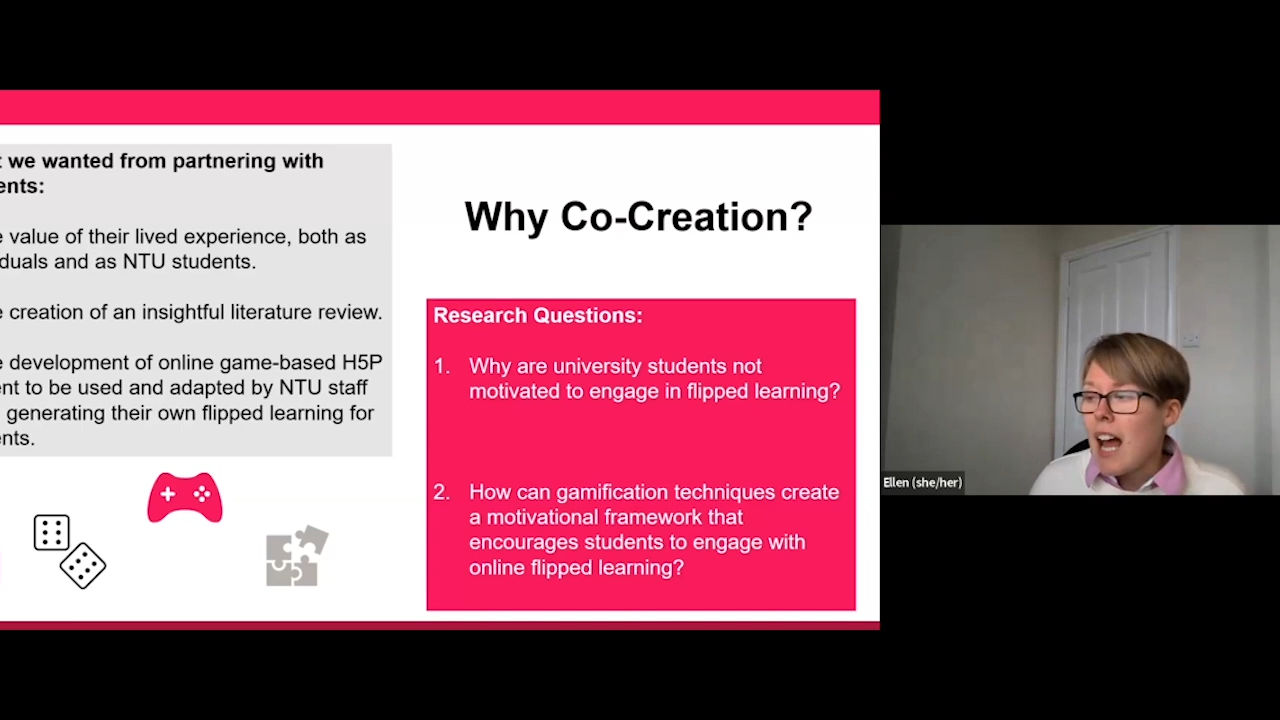 we wanted from partnering with
value of their lived experience, both as
and as NTU students.
creation of an insightful literature review.
development of online game-based H5P
to be used and adapted by NTU staff
generating their own flipped learning for
Why Co-Creation?
Research Questions:
1. Why are university students not
motivated to engage in flipped learning?
2. How can gamification techniques create
a motivational framework that
encourages students to engage with
online flipped learning?
Ellen (she/her)